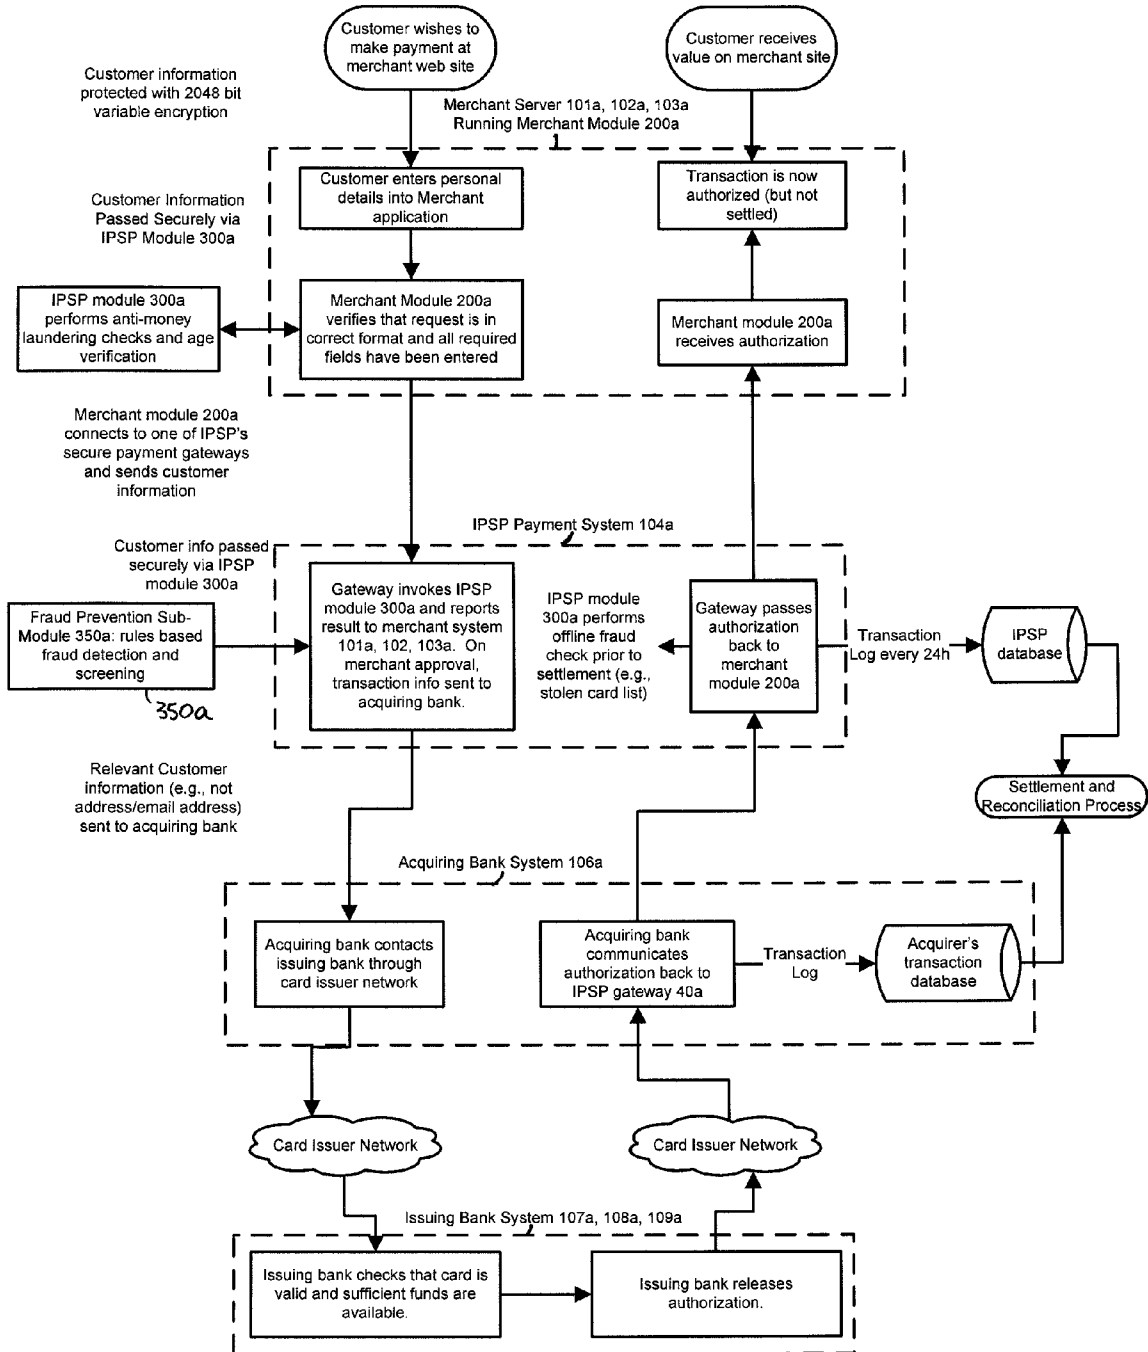 Customer wishes to
make payment at
merchant web site
Customer receives
value on merchant site
Customer information
protected with 2048 bit
variable encryption
Merchant Server 101a, 102a, 103a
Running Merchant Module 200a
Customer enters personal
details into Merchant
application
Transaction is now
authorized (but not
settled)
Customer Information
Passed Securely via
IPSP Module 300a
IPSP module 300a
performs anti-money
laundering checks and age
verification
Merchant Module 200a
verifies that request is in
correct format and all required
fields have been entered
Merchant module 200a
receives authorization
Merchant module 200a
connects to one of IPSP's
secure payment gateways
and sends customer
information
IPSP Payment System 104a
Customer info passed
securely via IPSP
module 300a
Fraud Prevention Sub-
Module 350a: rules based
fraud detection and
screening
350a
Gateway invokes IPSP
module 300a and reports
result to merchant system
101a, 102, 103a. On
merchant approval,
transaction info sent to
acquiring bank.
IPSP module
300a performs
offline fraud
check prior to
settlement (e.g.,
stolen card list)
Gateway passes
authorization
back to
merchant
module 200a
Transaction
Log every 24h
IPSP
database
Relevant Customer
information (e.g., not
address/email address)
sent to acquiring bank
Settlement and
Reconciliation Process
Acquiring Bank System 106a
Acquiring bank contacts
issuing bank through
card issuer network
Acquiring bank
communicates
authorization back to
IPSP gateway 40a
Transaction
Log
Acquirer's
transaction
database
Card Issuer Network
Card Issuer Network
Issuing Bank System 107a, 108a, 109a
Issuing bank checks that card is
valid and sufficient funds are
available.
Issuing bank releases
authorization.